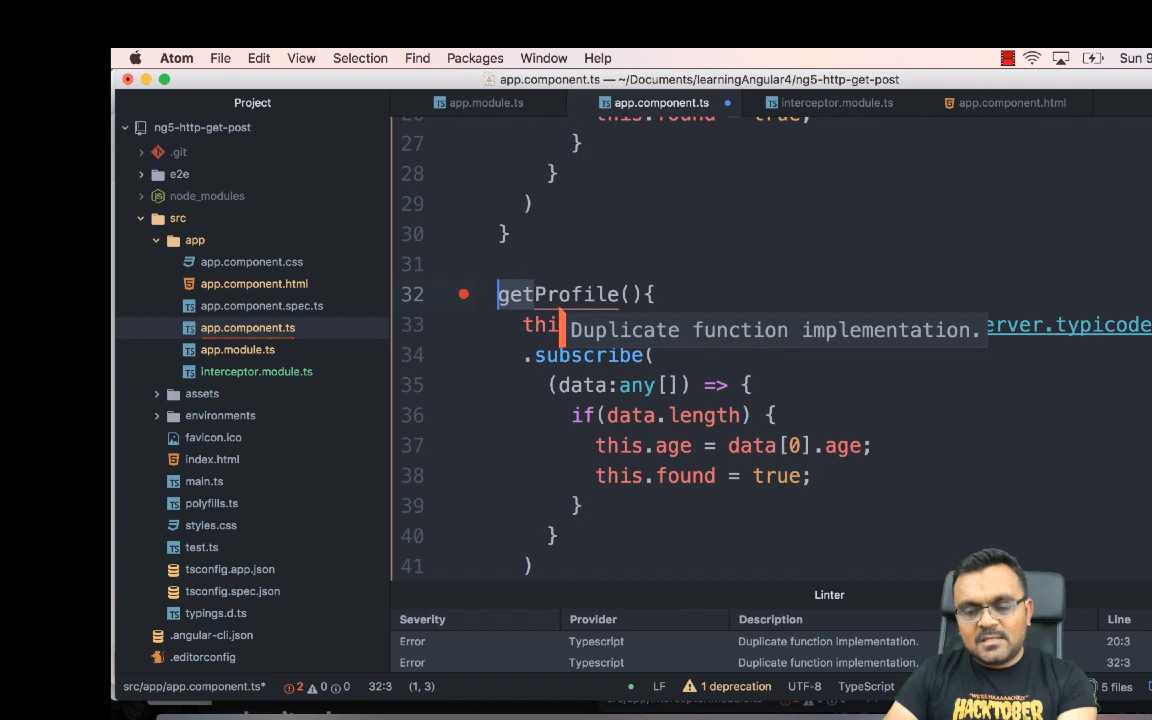 Atom File Edit View Selection Find Packages Window Help Sun 9
app.component.ts — ~/Documents/learningAngular4/ng5-http-get-post
Project
app.module.ts app.component.ts interceptor.module.ts app.component.html
ng5-http-get-post
.git
e2e
node_modules
src
app
app.component.css
app.component.html
app.component.spec.ts
app.component.ts
app.module.ts
interceptor.module.ts
assets
environments
favicon.ico
index.html
main.ts
polyfills.ts
styles.css
test.ts
tsconfig.app.json
tsconfig.spec.json
typings.d.ts
.angular-cli.json
.editorconfig
26 this.found = true;
27 }
28 }
29 )
30 }
31
32 getProfile(){
33 thi erver.typicode
Duplicate function implementation.
34 .subscribe(
35 (data:any[]) => {
36 if(data.length) {
37 this.age = data[0].age;
38 this.found = true;
39 }
40 }
41 )
Linter
Severity Provider Description Line
Error Typescript Duplicate function implementation. 20:3
Error Typescript Duplicate function implementation. 32:3
src/app/app.component.ts* 2 0 0 32:3 (1, 3) LF 1 deprecation UTF-8 TypeScript 5 files
HACKTOBER